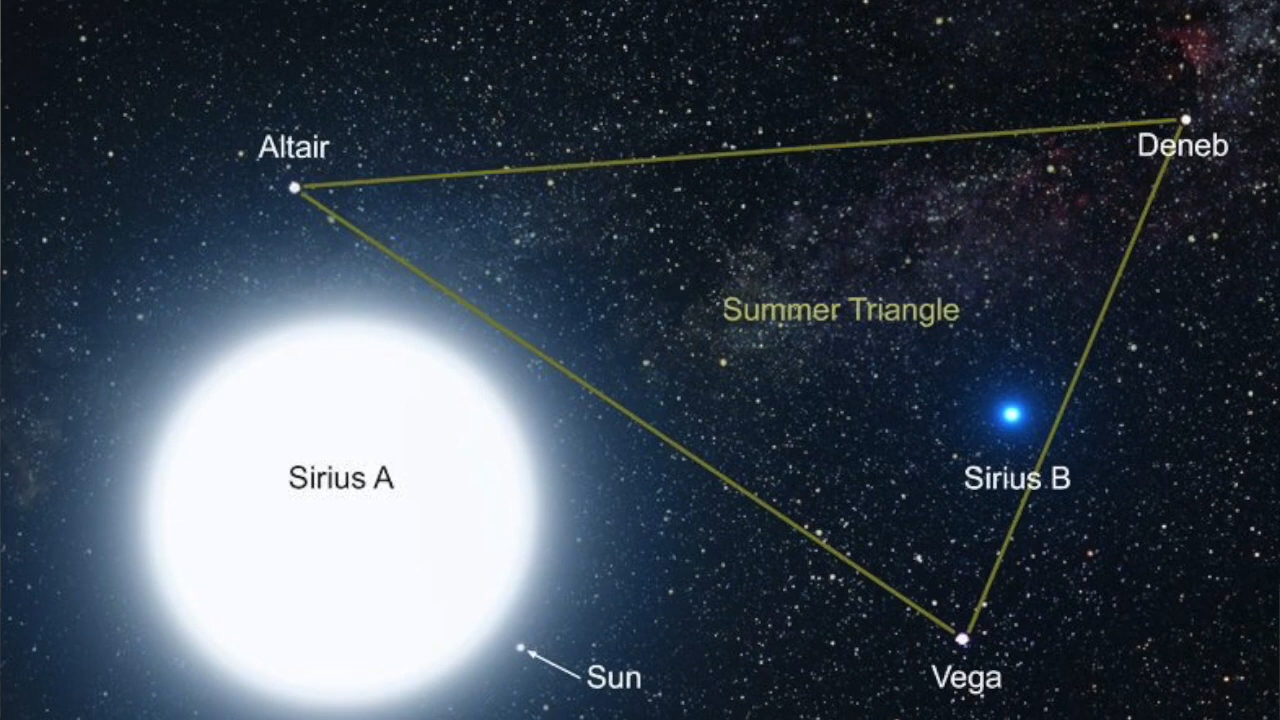 Altair
Deneb
Summer Triangle
Sirius A
Sirius B
Sun
Vega